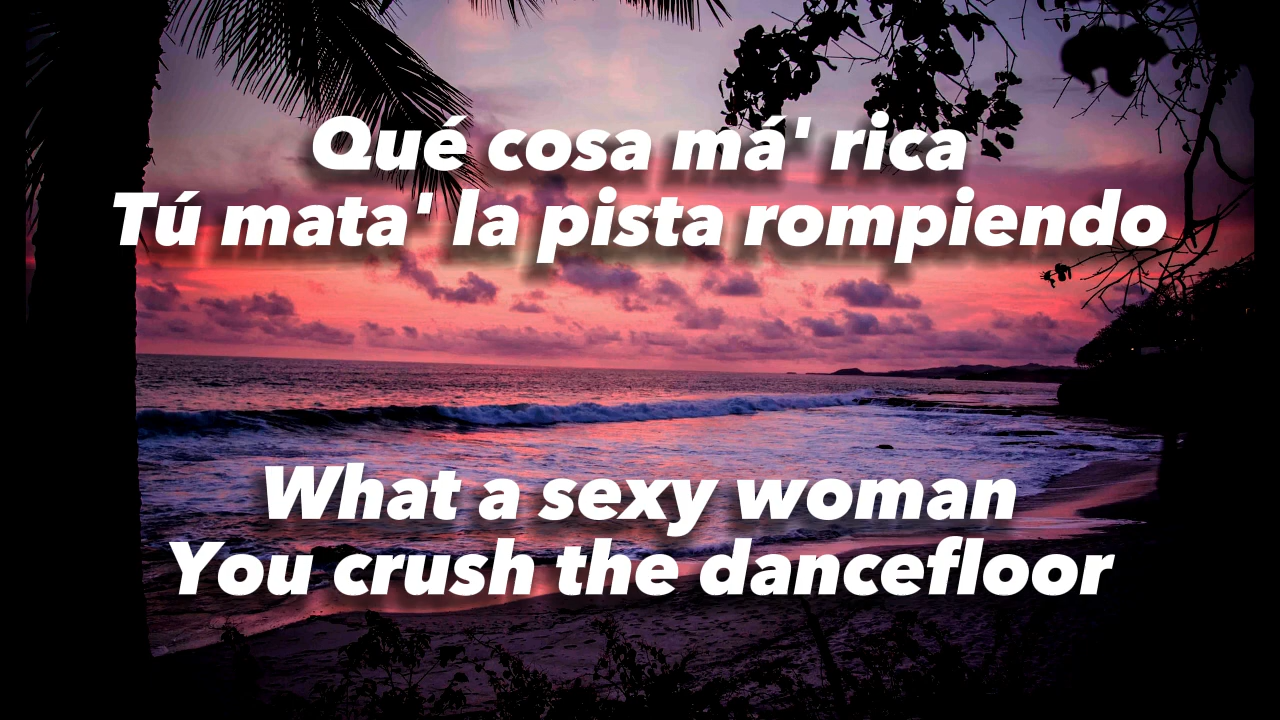 Qué cosa má' rica
Tú mata' la pista rompiendo
What a sexy woman
You crush the dancefloor